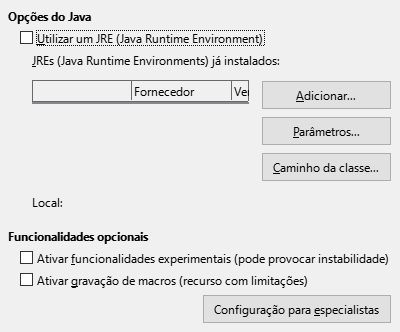 Opções do Java
Utilizar um JRE (Java Runtime Environment)
JREs (Java Runtime Environments) já instalados:
Fornecedor
Adicionar...
Parâmetros...
Caminho da classe...
Local:
Funcionalidades opcionais
Ativar funcionalidades experimentais (pode provocar instabilidade)
Ativar gravação de macros (recurso com limitações)
Configuração para especialistas